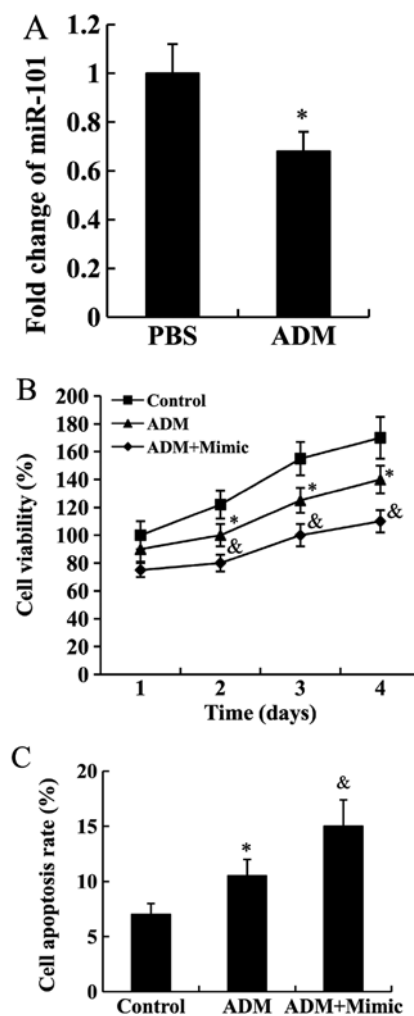 A
Fold change of miR-101
1.2
1
0.8
0.6
0.4
0.2
0
*
PBS ADM
B
Cell viability (%)
200
180
160
140
120
100
80
60
40
20
0
Control
ADM
ADM+Mimic
* * *
& & &
1 2 3 4
Time (days)
C
Cell apoptosis rate (%)
20
15
10
5
0
* &
Control ADM ADM+Mimic